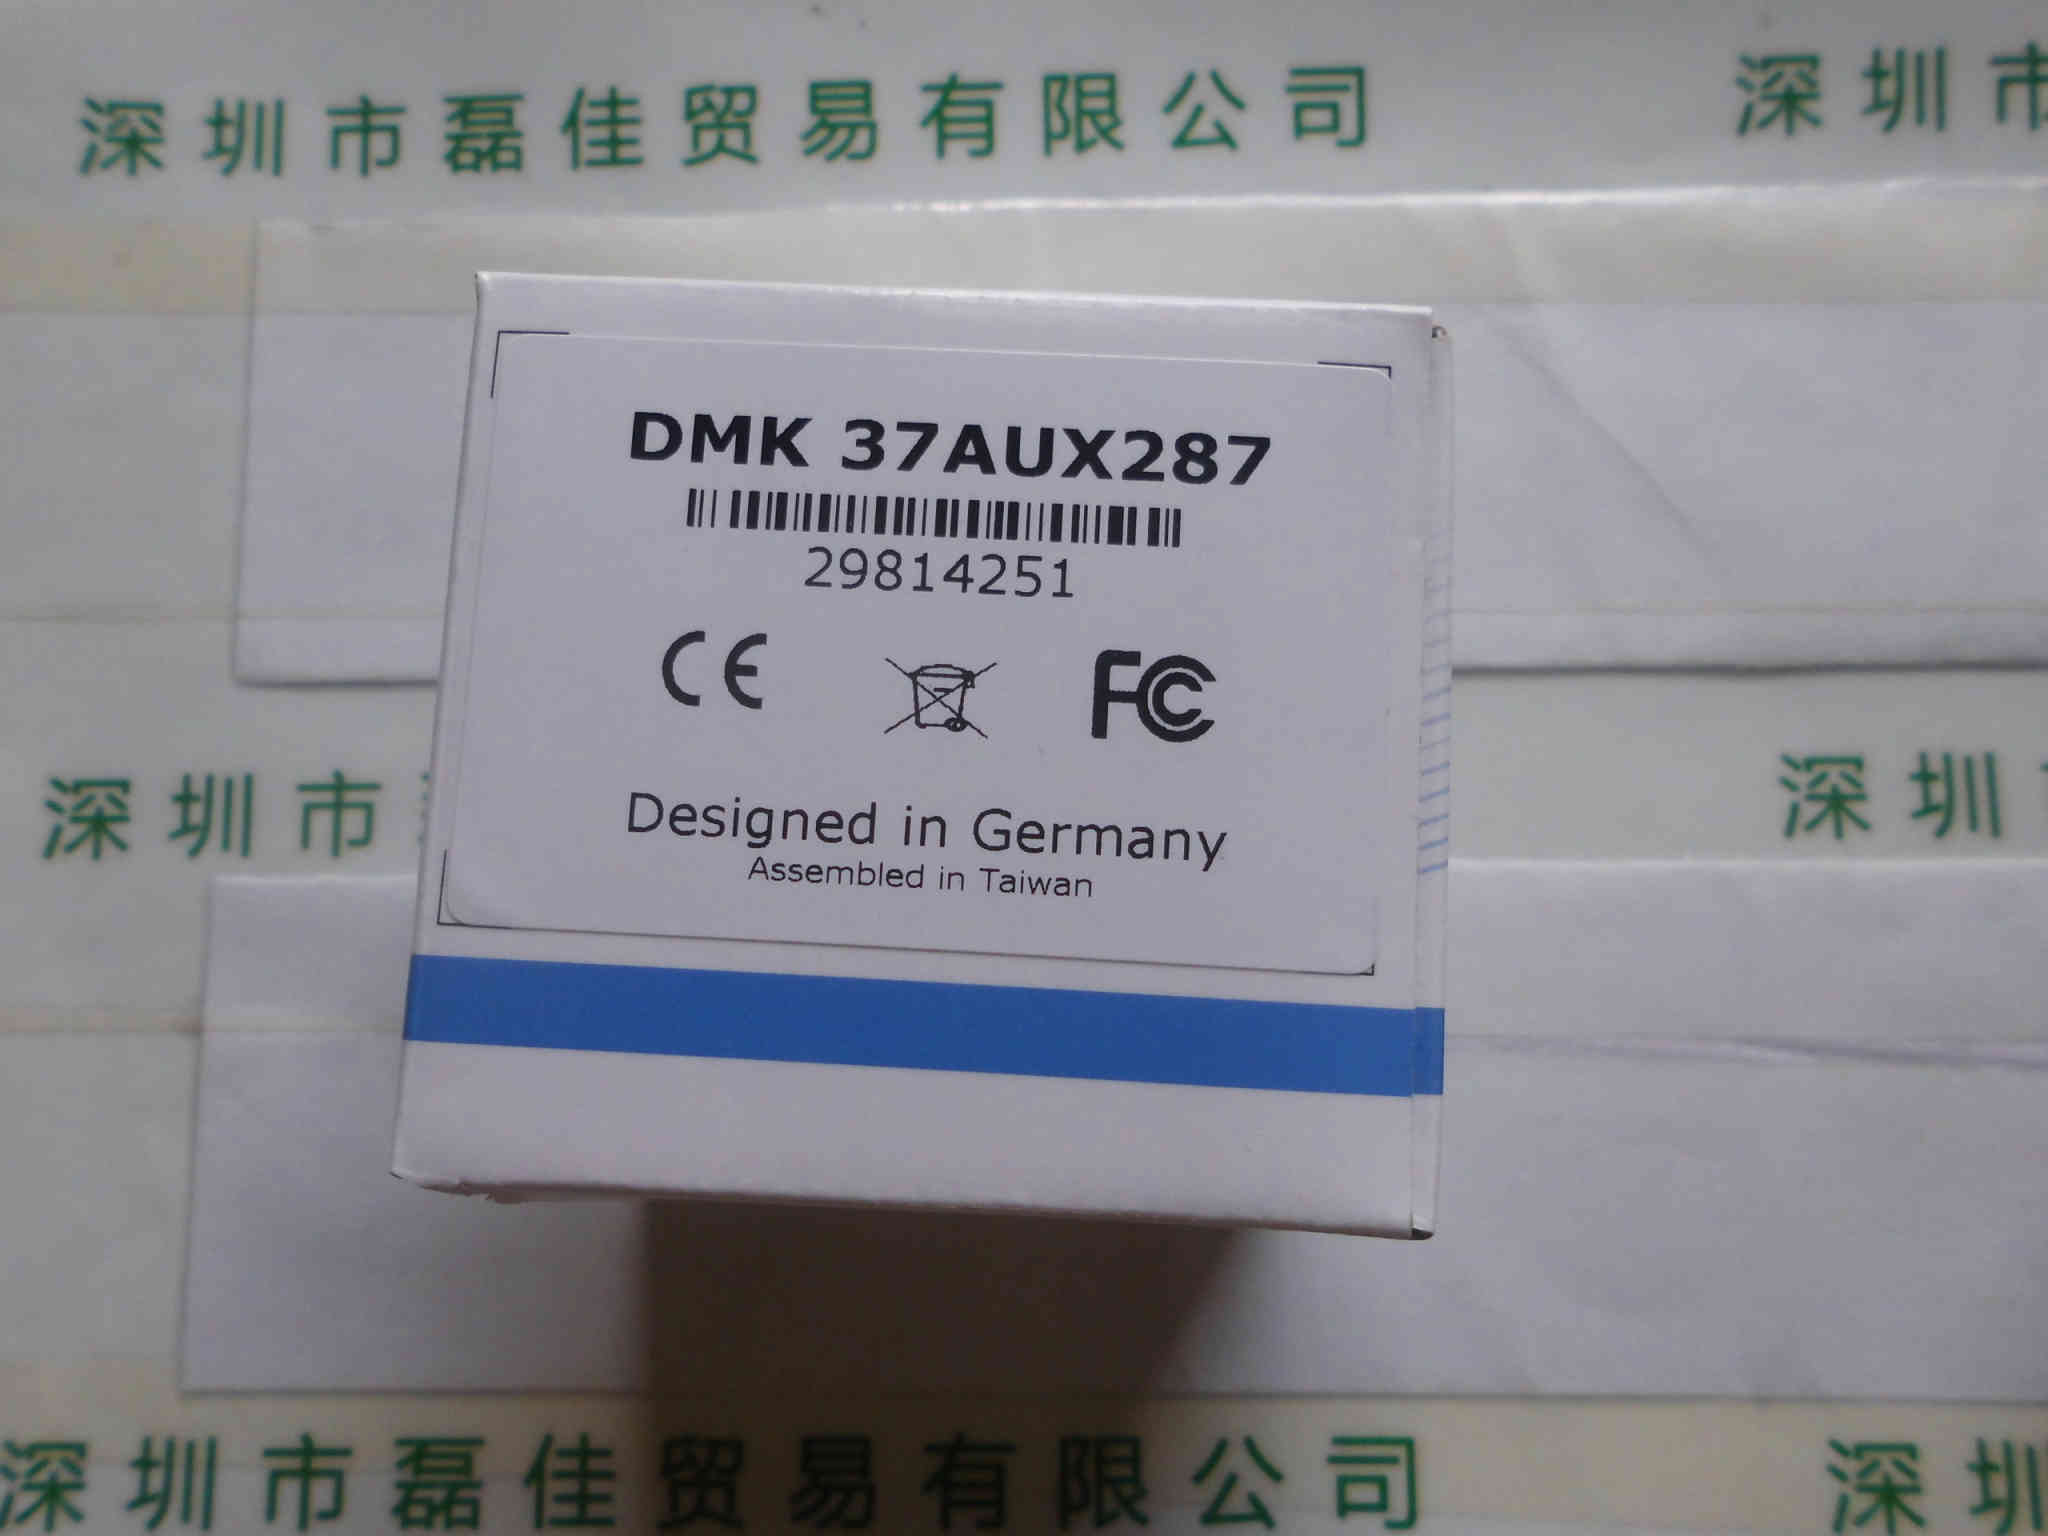 深圳市磊佳贸易有限公司
深圳市
DMK 37AUX287
29814251
CE
FC
Designed in Germany
Assembled in Taiwan
深圳市
深圳
深圳市磊佳贸易有限公司
深圳